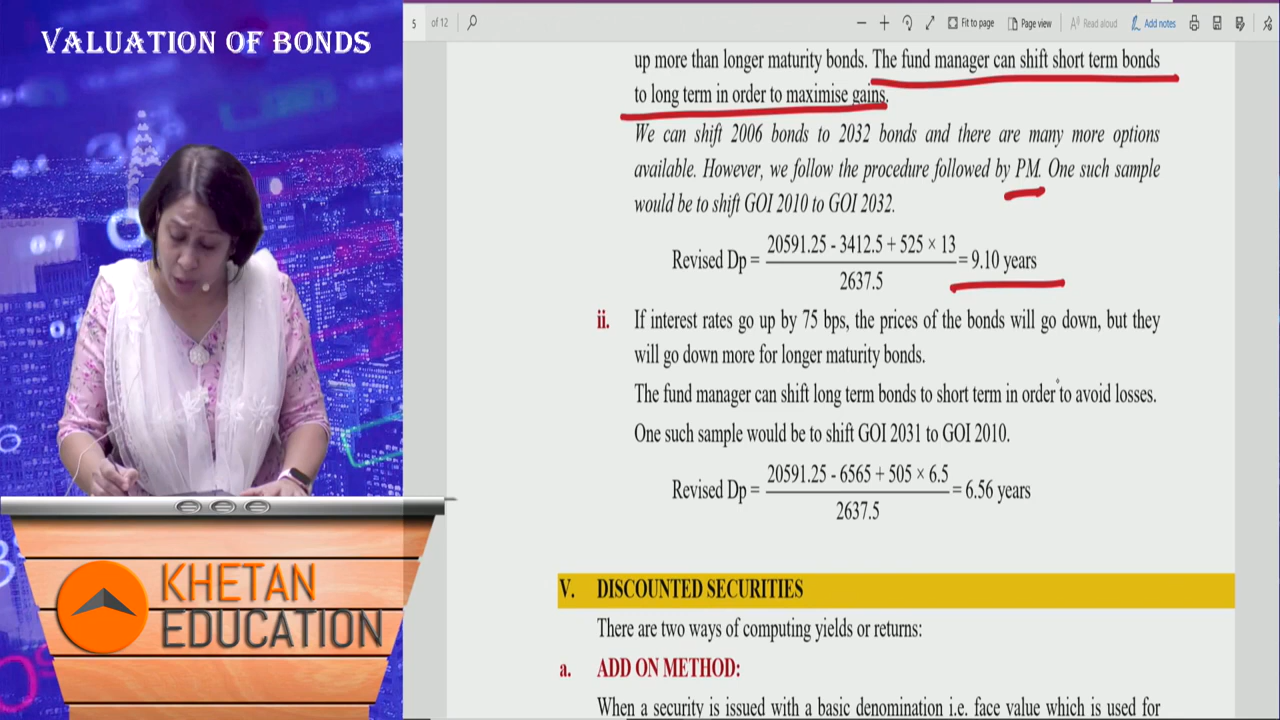 VALUATION OF BONDS
5 of 12
Fit to page
Page view
Read aloud
Add notes
up more than longer maturity bonds. The fund manager can shift short term bonds
to long term in order to maximise gains.
We can shift 2006 bonds to 2032 bonds and there are many more options
available. However, we follow the procedure followed by PM. One such sample
would be to shift GOI 2010 to GOI 2032.
Revised Dp = 20591.25 - 3412.5 + 525 × 13 / 2637.5 = 9.10 years
ii. If interest rates go up by 75 bps, the prices of the bonds will go down, but they
will go down more for longer maturity bonds.
The fund manager can shift long term bonds to short term in order to avoid losses.
One such sample would be to shift GOI 2031 to GOI 2010.
Revised Dp = 20591.25 - 6565 + 505 × 6.5 / 2637.5 = 6.56 years
V. DISCOUNTED SECURITIES
There are two ways of computing yields or returns:
a. ADD ON METHOD:
When a security is issued with a basic denomination i.e. face value which is used for
KHETAN
EDUCATION